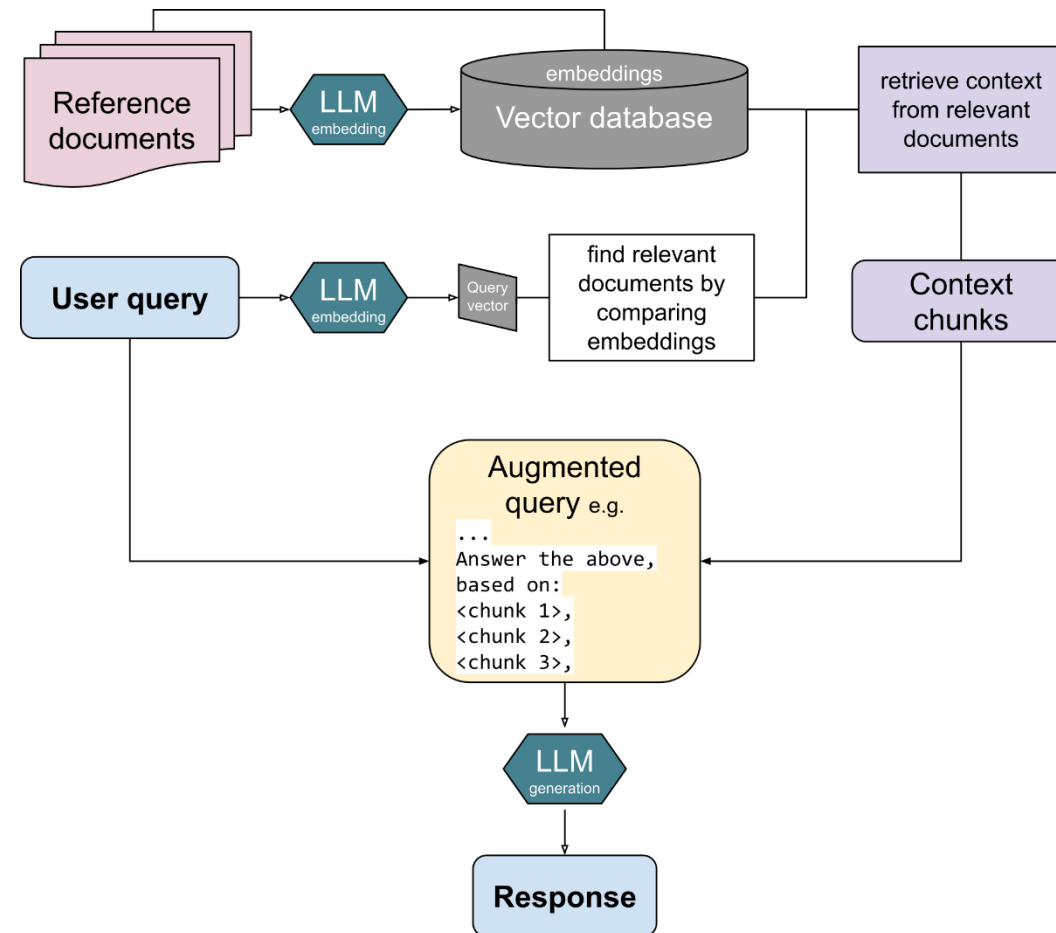 Reference
documents
LLM
embedding
embeddings
Vector database
retrieve context
from relevant
documents
User query
LLM
embedding
Query
vector
find relevant
documents by
comparing
embeddings
Context
chunks
Augmented
query e.g.
...
Answer the above,
based on:
<chunk 1>,
<chunk 2>,
<chunk 3>,
LLM
generation
Response